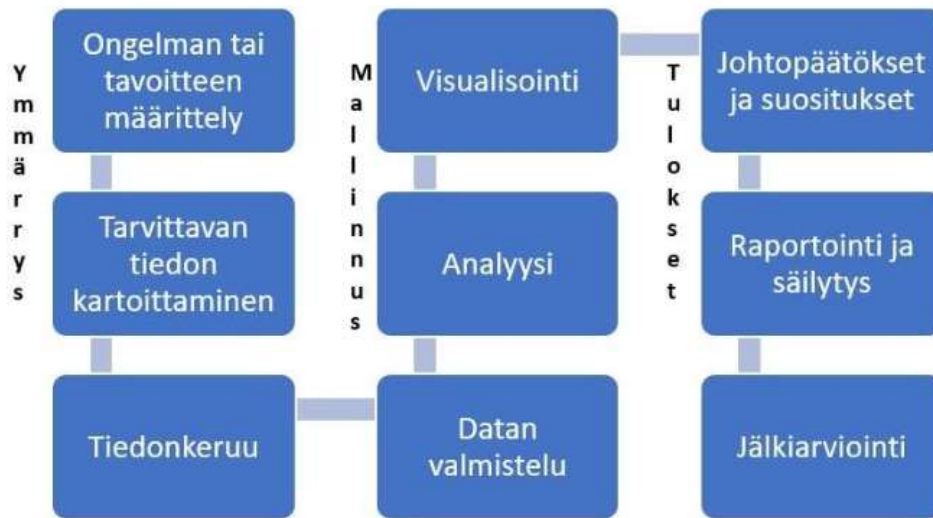 Ymmärrys
Ongelman tai
tavoitteen
määrittely
Tarvittavan
tiedon
kartoittaminen
Tiedonkeruu
Mallinnus
Datan
valmistelu
Analyysi
Visualisointi
Tulokset
Johtopäätökset
ja suositukset
Raportointi ja
säilytys
Jälkiarviointi